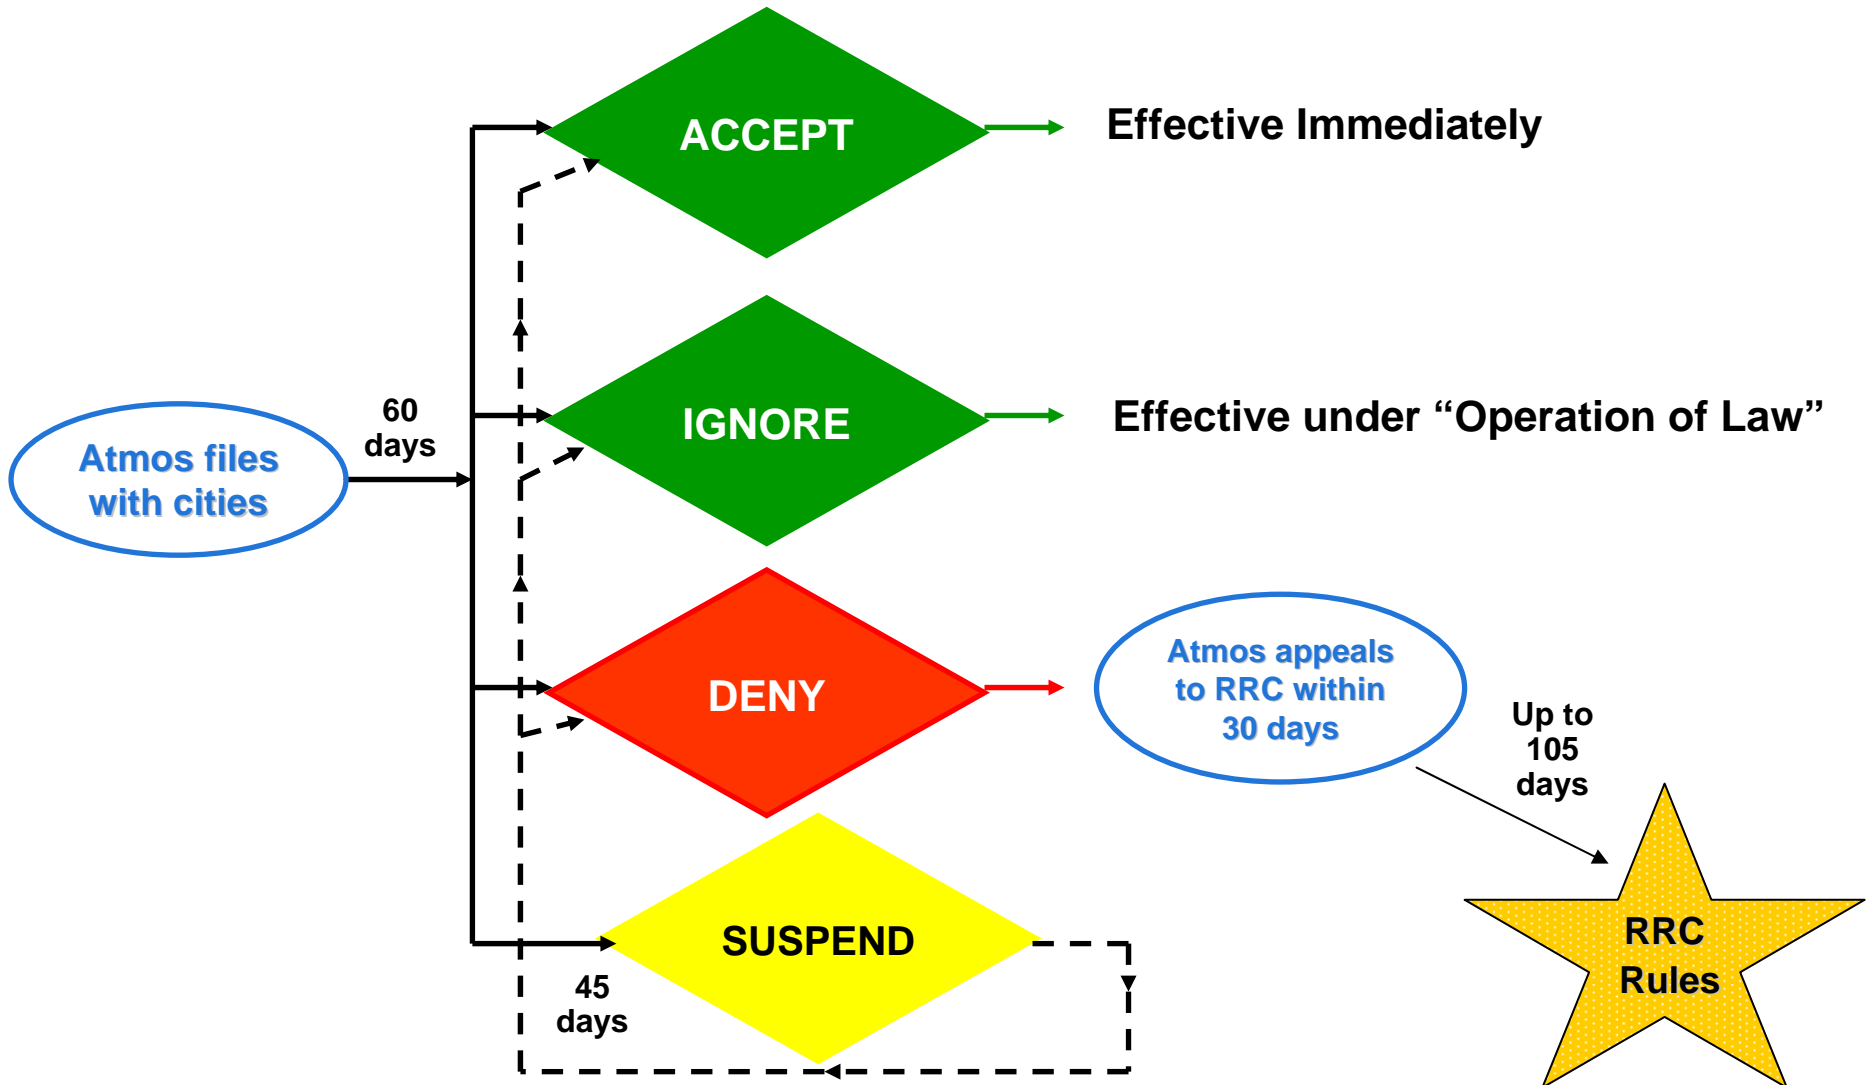 ACCEPT
Effective Immediately
60
days
IGNORE
Effective under “Operation of Law”
Atmos files
with cities
DENY
Atmos appeals
to RRC within
30 days
Up to
105
days
SUSPEND
45
days
RRC
Rules